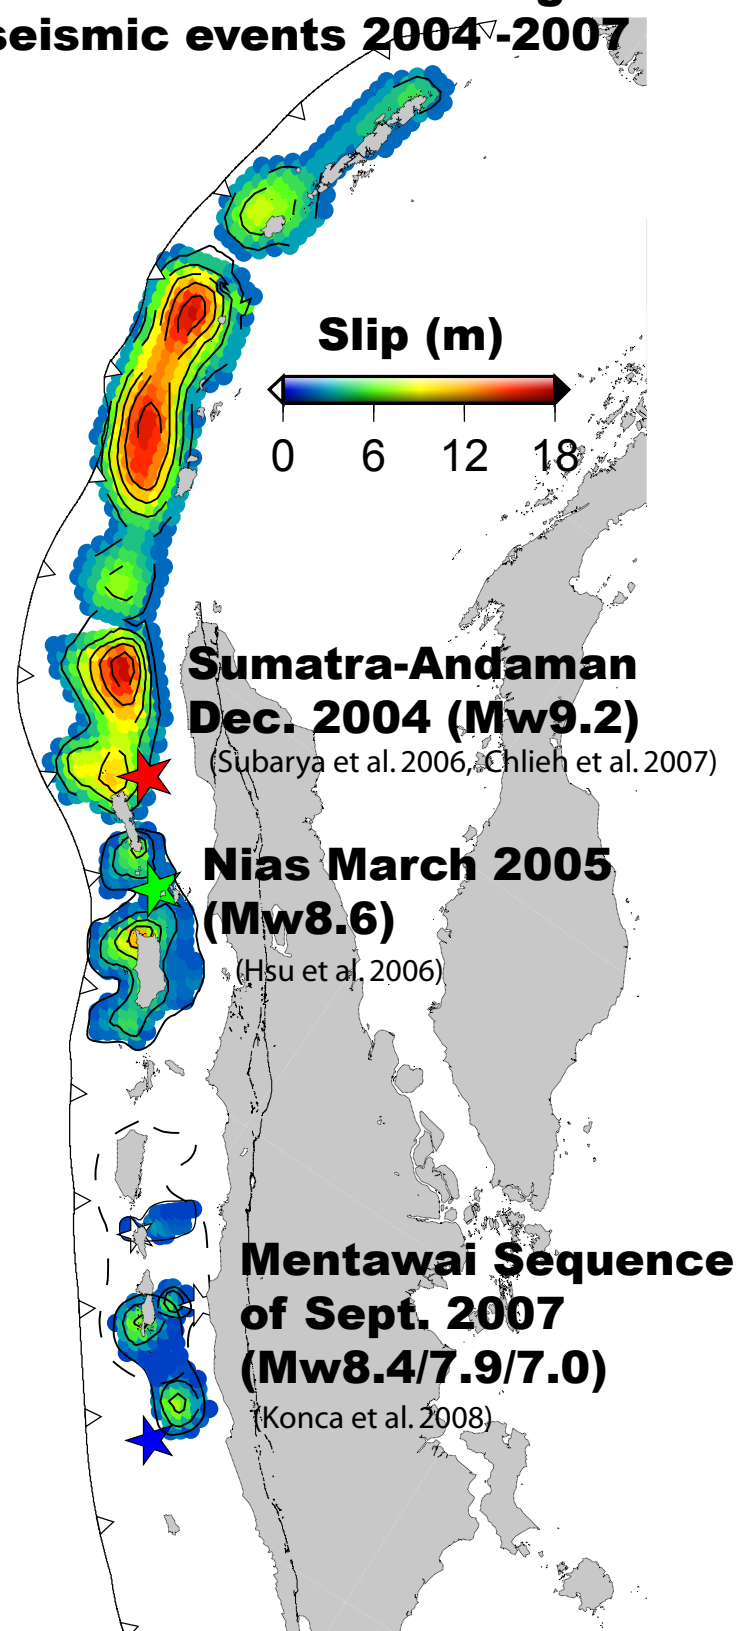 seismic events 2004 -2007
Slip (m)
0 6 12 18
Sumatra-Andaman
Dec. 2004 (Mw9.2)
(Subarya et al. 2006, Chlieh et al. 2007)
Nias March 2005
(Mw8.6)
(Hsu et al. 2006)
Mentawai Sequence
of Sept. 2007
(Mw8.4/7.9/7.0)
(Konca et al. 2008)